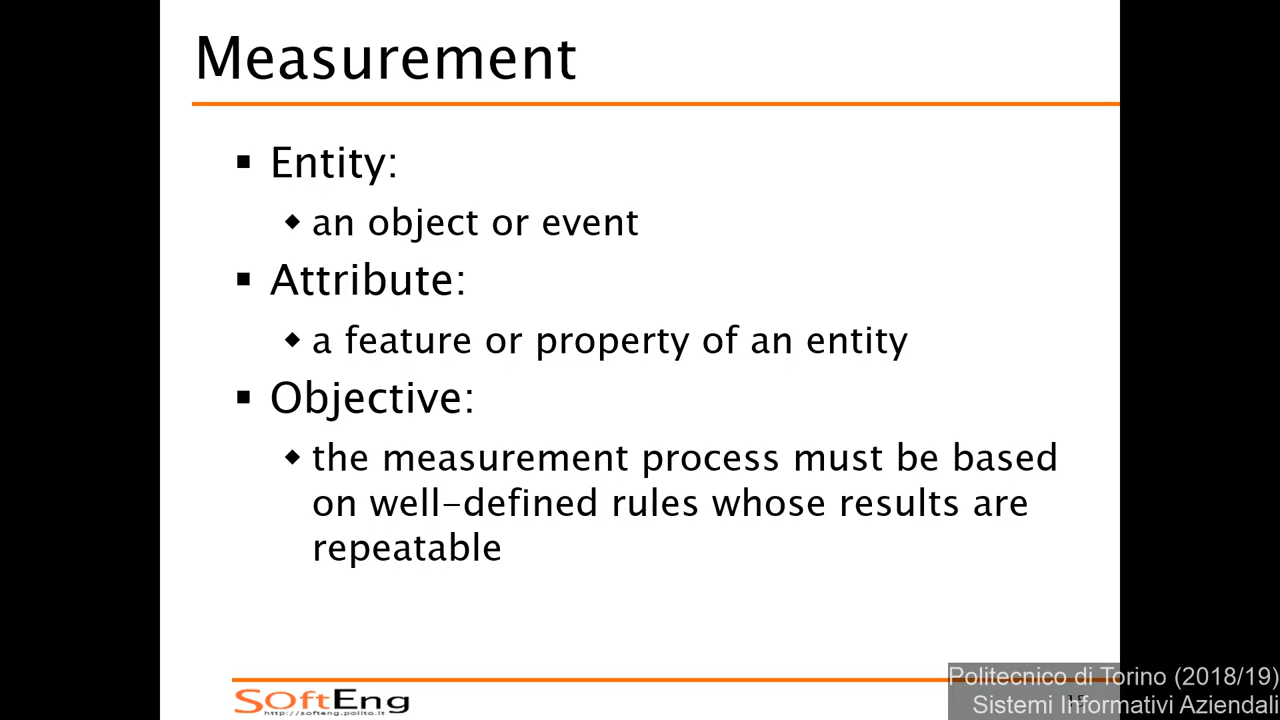 Measurement
Entity:
an object or event
Attribute:
a feature or property of an entity
Objective:
the measurement process must be based
on well-defined rules whose results are
repeatable
SoftEng
http://softeng.polito.it
Politecnico di Torino (2018/19)
Sistemi Informativi Aziendali